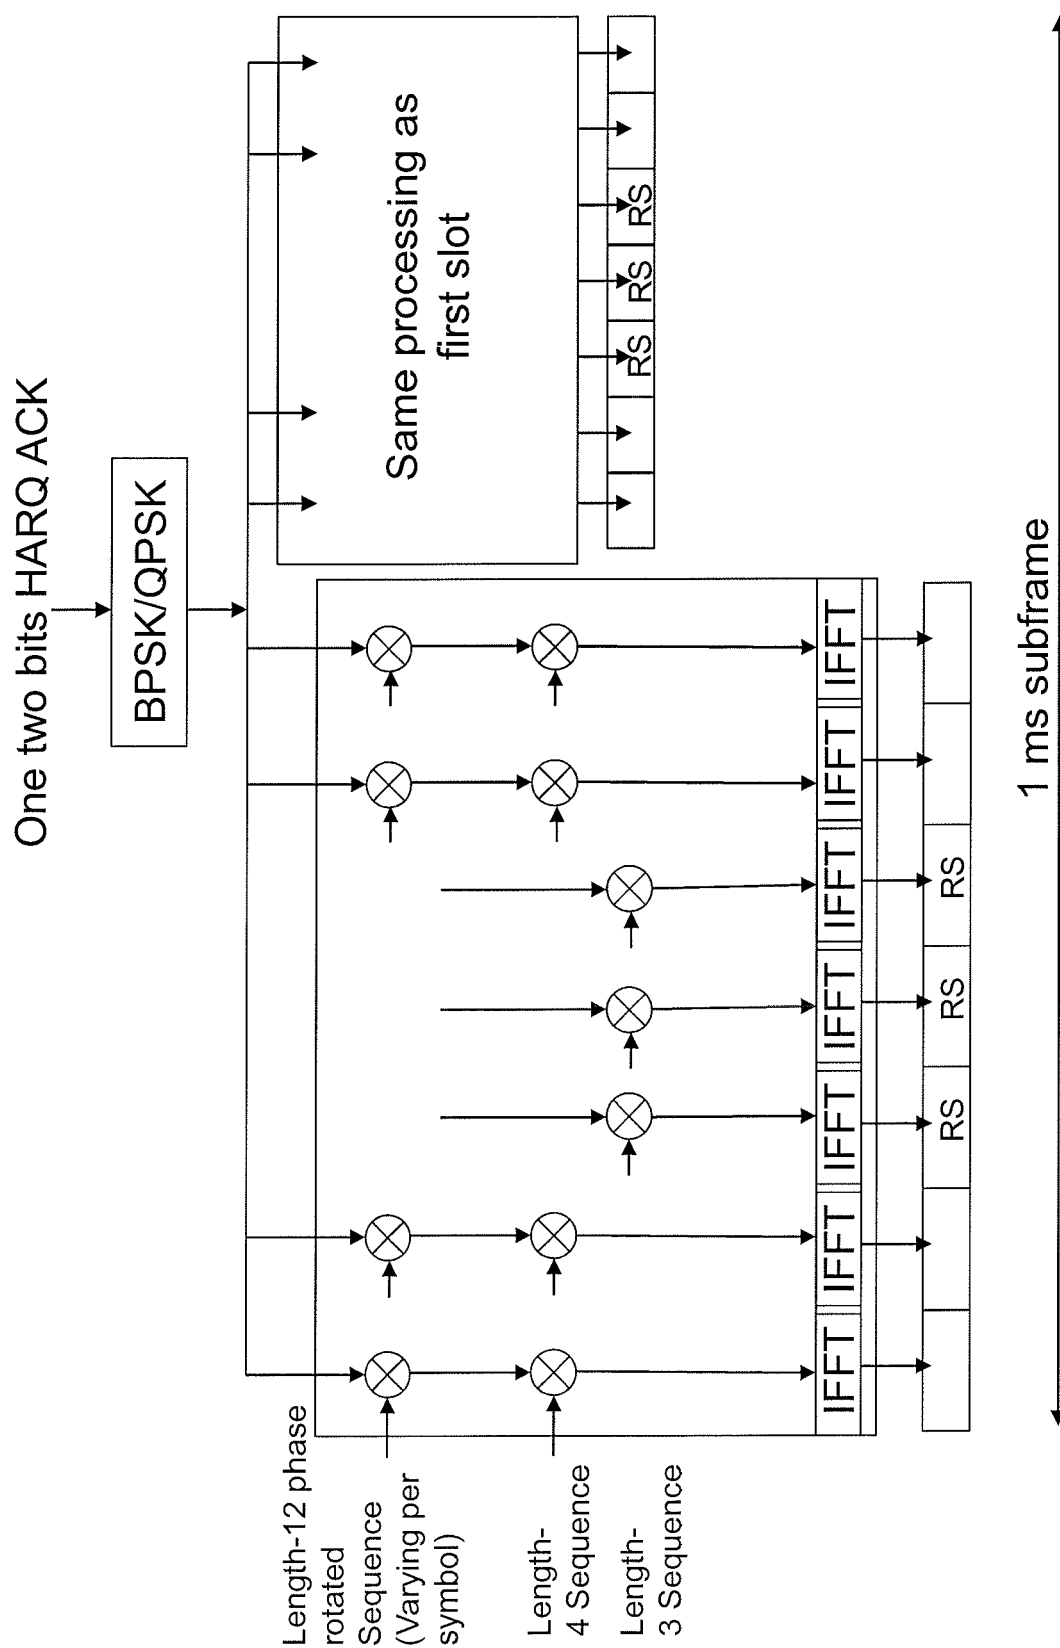 One two bits HARQ ACK
BPSK/QPSK
Length-12 phase
rotated
Sequence
(Varying per
symbol)
Length-
4 Sequence
Length-
3 Sequence
IFFT
IFFT
IFFT
IFFT
IFFT
IFFT
IFFT
RS
RS
RS
Same processing as
first slot
RS
RS
RS
1 ms subframe